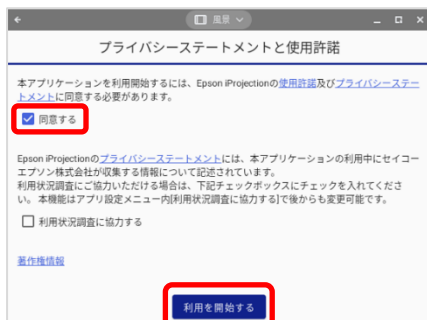 風景
プライバシーステートメントと使用許諾
本アプリケーションを利用開始するには、Epson iProjectionの使用許諾及びプライバシーステー
トメントに同意する必要があります。
同意する
Epson iProjectionのプライバシーステートメントには、本アプリケーションの利用中にセイコー
エプソン株式会社が収集する情報について記述されています。
利用状況調査にご協力いただける場合は、下記チェックボックスにチェックを入れてくださ
い。 本機能はアプリ設定メニュー内[利用状況調査に協力する]で後からも変更可能です。
利用状況調査に協力する
著作権情報
利用を開始する